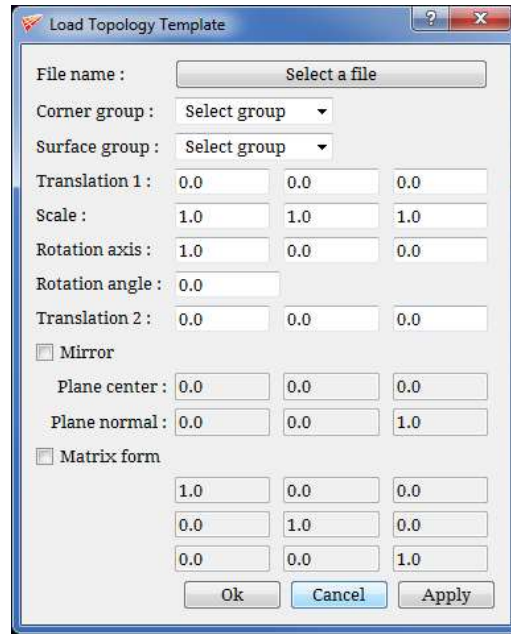 Load Topology Template ? X
File name : Select a file
Corner group : Select group
Surface group : Select group
Translation 1 : 0.0 0.0 0.0
Scale : 1.0 1.0 1.0
Rotation axis : 1.0 0.0 0.0
Rotation angle : 0.0
Translation 2 : 0.0 0.0 0.0
Mirror
Plane center : 0.0 0.0 0.0
Plane normal : 0.0 0.0 1.0
Matrix form
1.0 0.0 0.0
0.0 1.0 0.0
0.0 0.0 1.0
Ok Cancel Apply